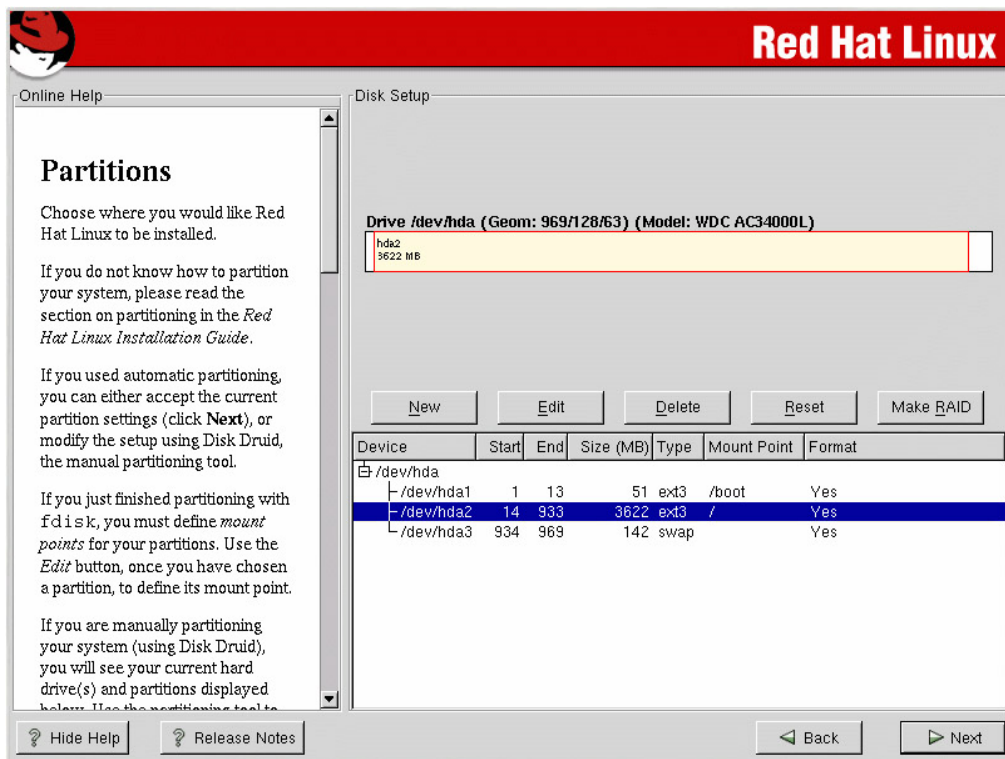 Red Hat Linux
Online Help
Partitions
Choose where you would like Red
Hat Linux to be installed.
If you do not know how to partition
your system, please read the
section on partitioning in the Red
Hat Linux Installation Guide.
If you used automatic partitioning,
you can either accept the current
partition settings (click Next), or
modify the setup using Disk Druid,
the manual partitioning tool.
If you just finished partitioning with
fdisk, you must define mount
points for your partitions. Use the
Edit button, once you have chosen
a partition, to define its mount point.
If you are manually partitioning
your system (using Disk Druid),
you will see your current hard
drive(s) and partitions displayed
below. Use the partitioning tool to
Disk Setup
Drive /dev/hda (Geom: 969/128/63) (Model: WDC AC34000L)
hda2
3622 MB
New Edit Delete Reset Make RAID
Device Start End Size (MB) Type Mount Point Format
/dev/hda
/dev/hda1 1 13 51 ext3 /boot Yes
/dev/hda2 14 933 3622 ext3 / Yes
/dev/hda3 934 969 142 swap Yes
? Hide Help ? Release Notes Back Next